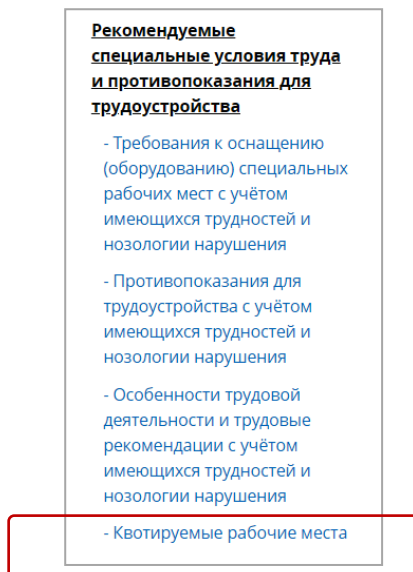 Рекомендуемые
специальные условия труда
и противопоказания для
трудоустройства
- Требования к оснащению
(оборудованию) специальных
рабочих мест с учётом
имеющихся трудностей и
нозологии нарушения
- Противопоказания для
трудоустройства с учётом
имеющихся трудностей и
нозологии нарушения
- Особенности трудовой
деятельности и трудовые
рекомендации с учётом
имеющихся трудностей и
нозологии нарушения
- Квотируемые рабочие места